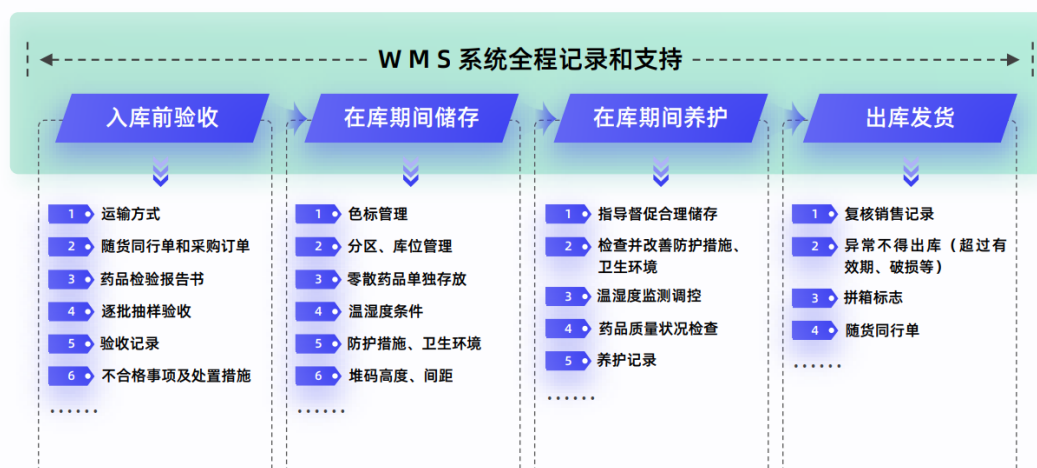 WMS系统全程记录和支持
入库前验收
1 运输方式
2 随货同行单和采购订单
3 药品检验报告书
4 逐批抽样验收
5 验收记录
6 不合格事项及处置措施
······
在库期间储存
1 色标管理
2 分区、库位管理
3 零散药品单独存放
4 温湿度条件
5 防护措施、卫生环境
6 堆码高度、间距
······
在库期间养护
1 指导督促合理储存
2 检查并改善防护措施、
卫生环境
3 温湿度监测调控
4 药品质量状况检查
5 养护记录
······
出库发货
1 复核销售记录
2 异常不得出库（超过有
效期、破损等）
3 拼箱标志
4 随货同行单
······